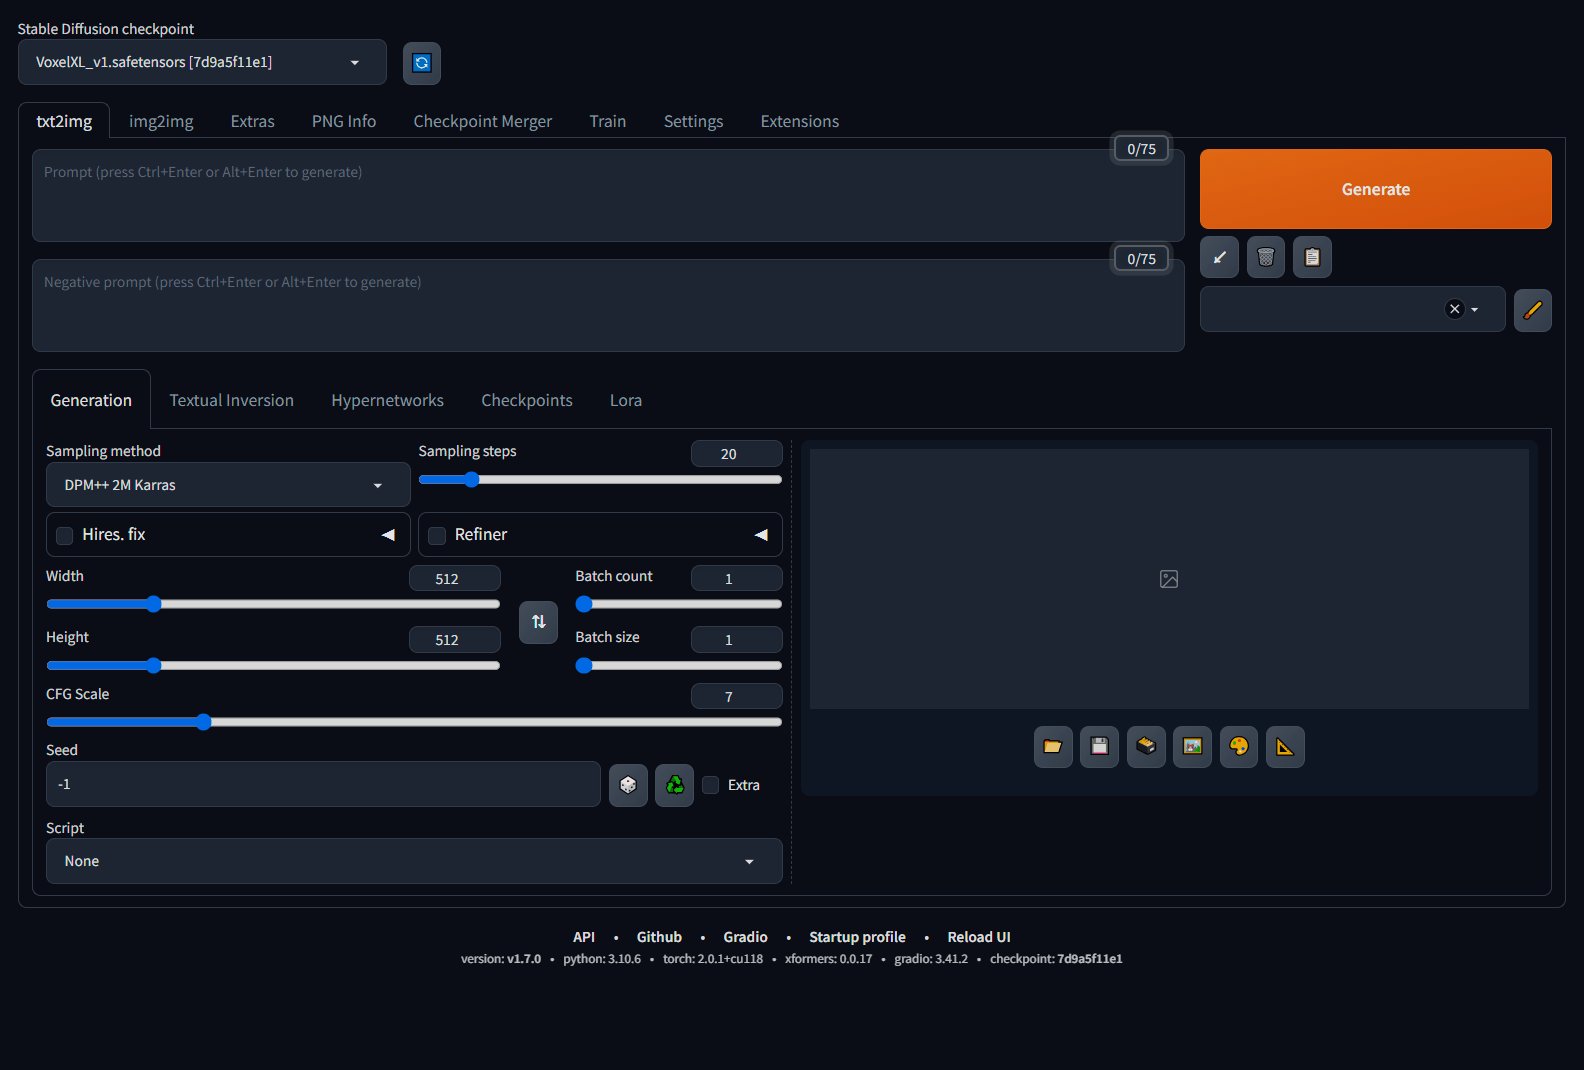 Stable Diffusion checkpoint
VoxelXL_v1.safetensors [7d9a5f11e1]
txt2img
img2img
Extras
PNG Info
Checkpoint Merger
Train
Settings
Extensions
0/75
Prompt (press Ctrl+Enter or Alt+Enter to generate)
Generate
0/75
Negative prompt (press Ctrl+Enter or Alt+Enter to generate)
Generation
Textual Inversion
Hypernetworks
Checkpoints
Lora
Sampling method
DPM++ 2M Karras
Sampling steps
20
Hires. fix
Refiner
Width
512
Batch count
1
Height
512
Batch size
1
CFG Scale
7
Seed
-1
Extra
Script
None
API • Github • Gradio • Startup profile • Reload UI
version: v1.7.0 • python: 3.10.6 • torch: 2.0.1+cu118 • xformers: 0.0.17 • gradio: 3.41.2 • checkpoint: 7d9a5f11e1